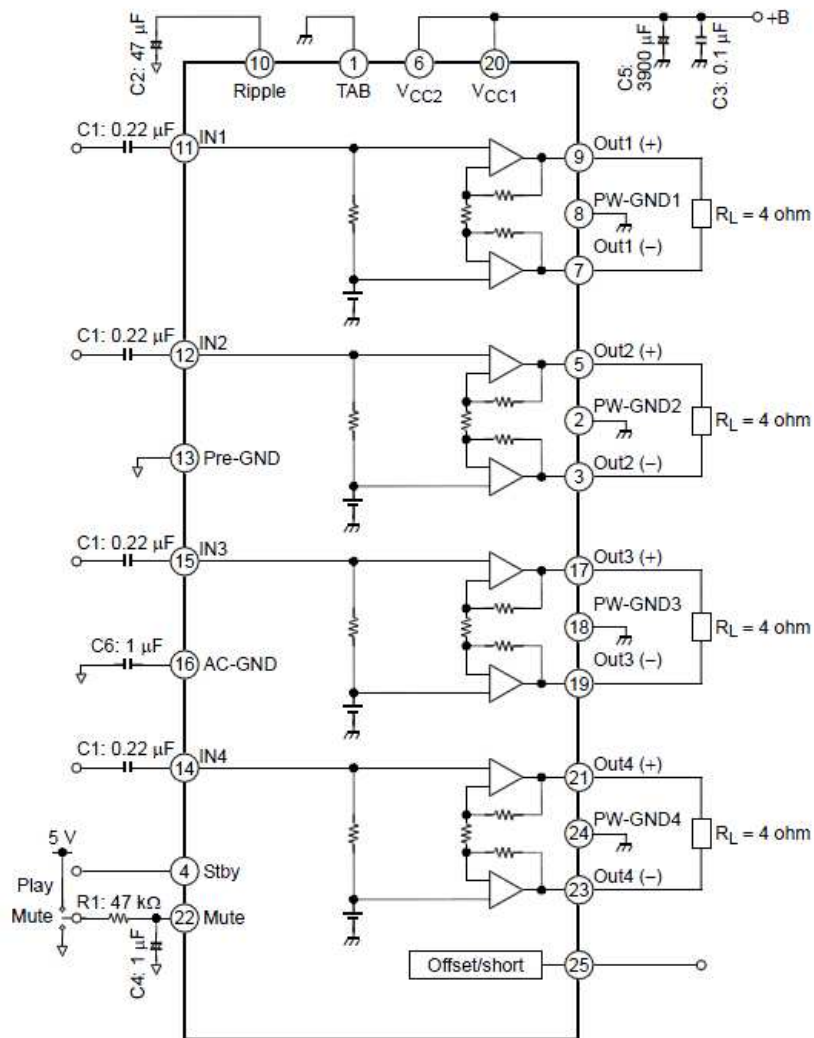 C2: 47 µF
+B
C5: 3900 µF
C3: 0.1 µF
10
1
6
20
Ripple
TAB
VCC2
VCC1
C1: 0.22 µF
11
IN1
9
Out1 (+)
8
PW-GND1
RL = 4 ohm
7
Out1 (−)
C1: 0.22 µF
12
IN2
5
Out2 (+)
2
PW-GND2
RL = 4 ohm
3
Out2 (−)
13
Pre-GND
C1: 0.22 µF
15
IN3
17
Out3 (+)
18
PW-GND3
RL = 4 ohm
19
Out3 (−)
C6: 1 µF
16
AC-GND
C1: 0.22 µF
14
IN4
21
Out4 (+)
24
PW-GND4
RL = 4 ohm
23
Out4 (−)
5 V
4
Stby
Play
Mute
R1: 47 kΩ
22
Mute
C4: 1 µF
Offset/short
25